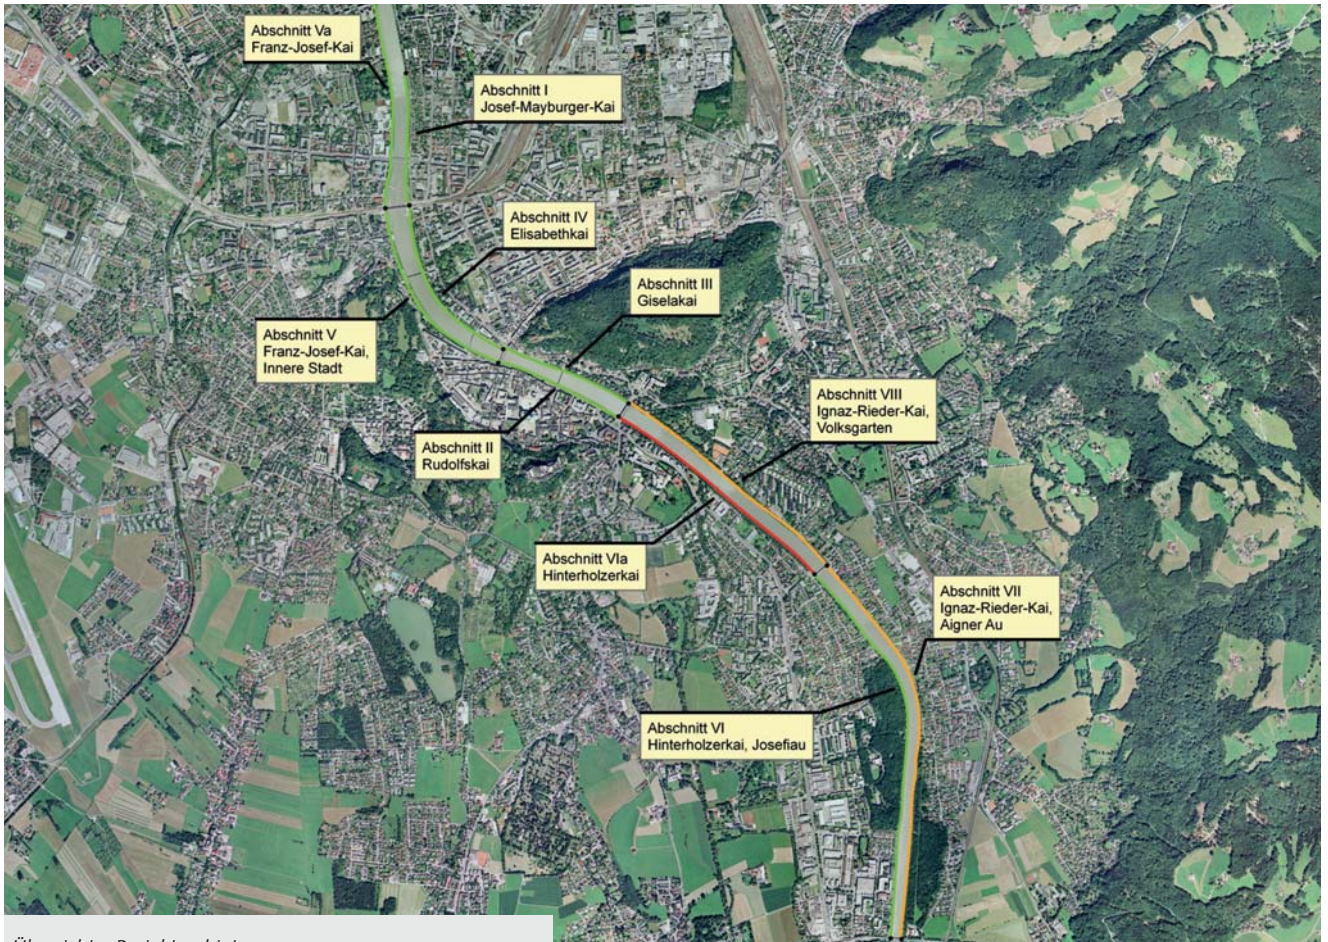 Abschnitt Va
Franz-Josef-Kai
Abschnitt I
Josef-Mayburger-Kai
Abschnitt IV
Elisabethkai
Abschnitt III
Giselakai
Abschnitt V
Franz-Josef-Kai,
Innere Stadt
Abschnitt VIII
Ignaz-Rieder-Kai,
Volksgarten
Abschnitt II
Rudolfskai
Abschnitt VIa
Hinterholzerkai
Abschnitt VII
Ignaz-Rieder-Kai,
Aigner Au
Abschnitt VI
Hinterholzerkai, Josefiau